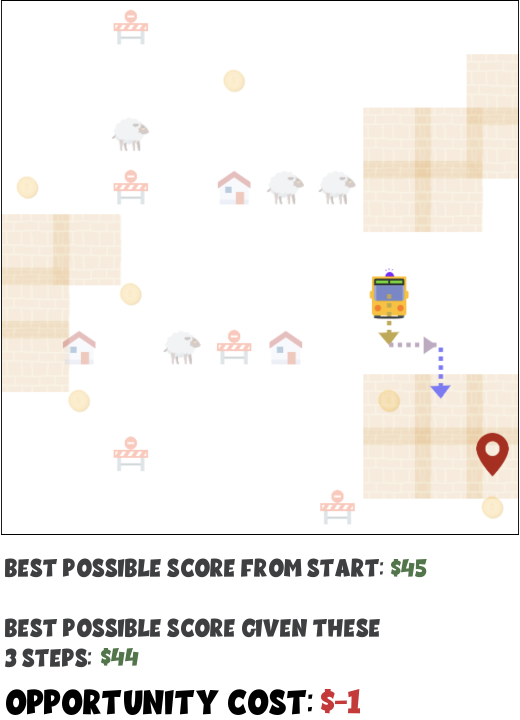 BEST POSSIBLE SCORE FROM START: $45
BEST POSSIBLE SCORE GIVEN THESE
3 STEPS: $44
OPPORTUNITY COST: $-1